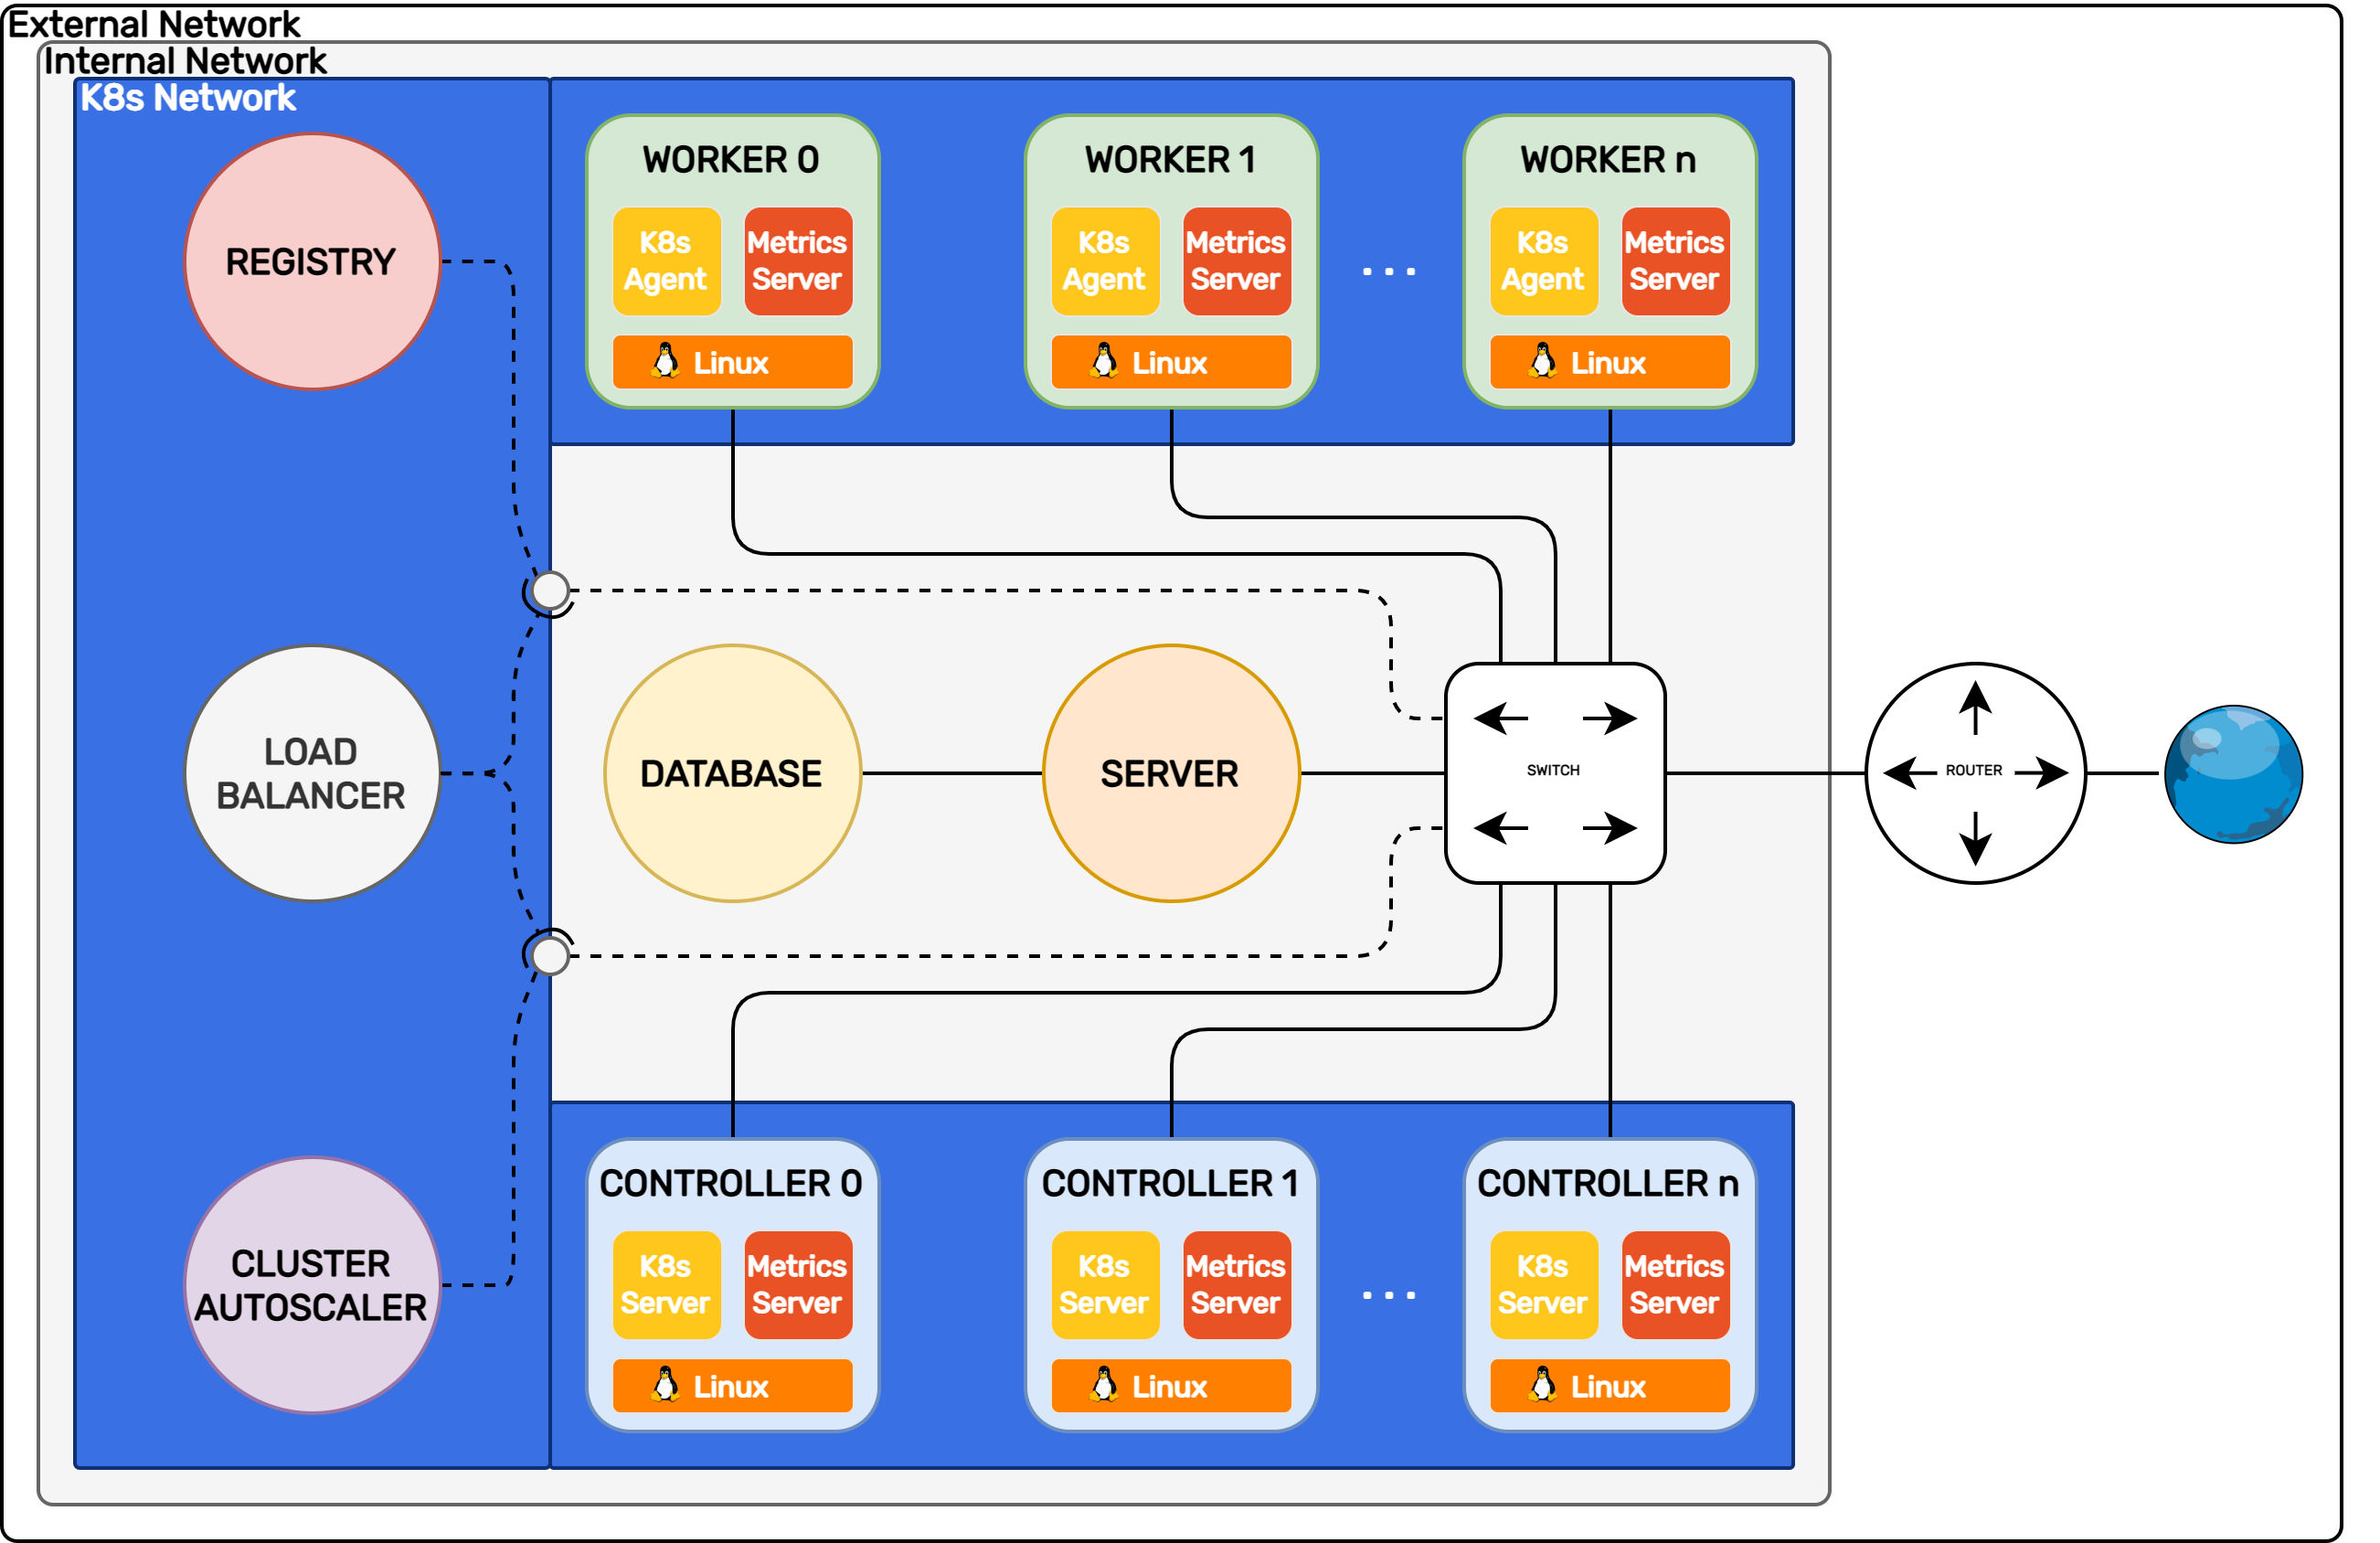 External Network
Internal Network
K8s Network
REGISTRY
LOAD
BALANCER
CLUSTER
AUTOSCALER
WORKER 0
K8s
Agent
Metrics
Server
Linux
WORKER 1
K8s
Agent
Metrics
Server
Linux
...
WORKER n
K8s
Agent
Metrics
Server
Linux
DATABASE
SERVER
SWITCH
ROUTER
CONTROLLER 0
K8s
Server
Metrics
Server
Linux
CONTROLLER 1
K8s
Server
Metrics
Server
Linux
...
CONTROLLER n
K8s
Server
Metrics
Server
Linux